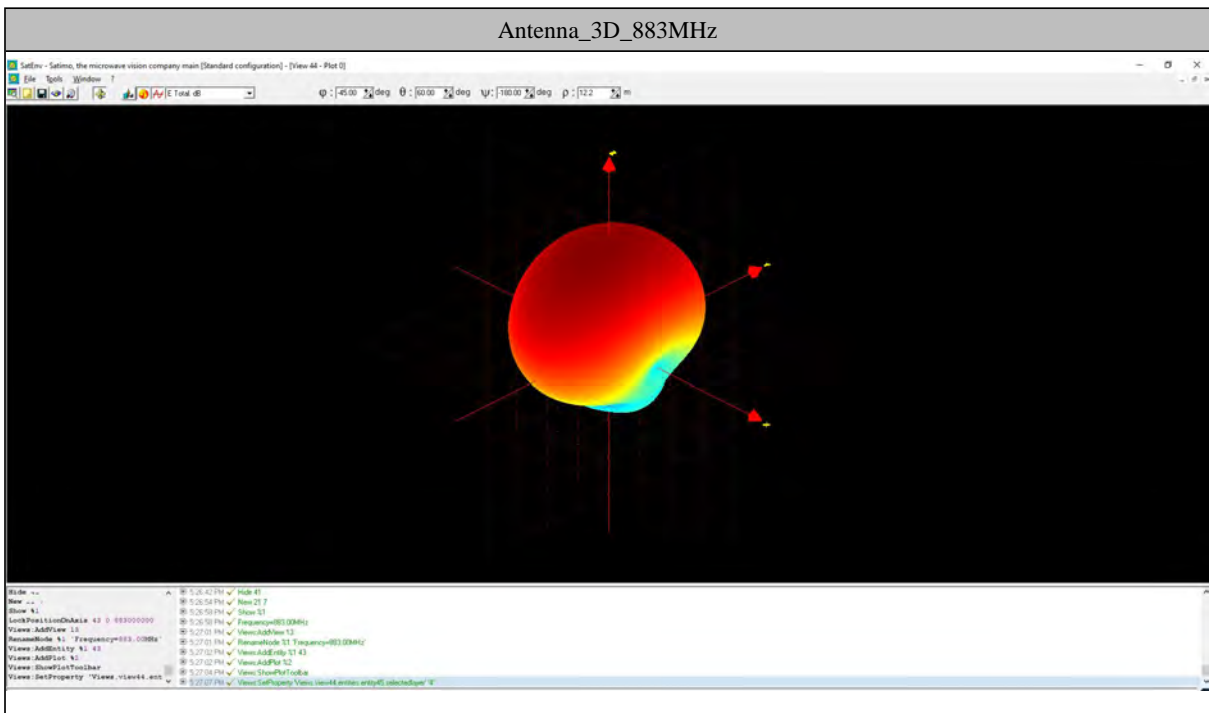 Antenna_3D_883MHz
SatEnv - Satimo, the microwave vision company main [Standard configuration] - [View 44 - Plot 0]
File Tools Window ?
E Total dB φ : -45.00 deg θ : 60.00 deg ψ : -180.00 deg ρ : 12.2 m
Hide ..
New ..
Show %1
LockPositionOnAxis 43 0 883000000
Views:AddView 13
RenameNode %1 'Frequency=883.00MHz'
Views:AddEntity %1 43
Views:AddPlot %2
Views:ShowPlotToolbar
Views:SetProperty 'Views.view44.ent
5:26:42 PM Hide 41
5:26:54 PM New 21 7
5:26:58 PM Show %1
5:26:58 PM Frequency=883.00MHz
5:27:01 PM Views:AddView 13
5:27:01 PM RenameNode %1 'Frequency=883.00MHz'
5:27:02 PM Views:AddEntity %1 43
5:27:02 PM Views:AddPlot %2
5:27:04 PM Views:ShowPlotToolbar
5:27:07 PM Views:SetProperty 'Views.view44.entities.entity45.selectedlayer' '4'